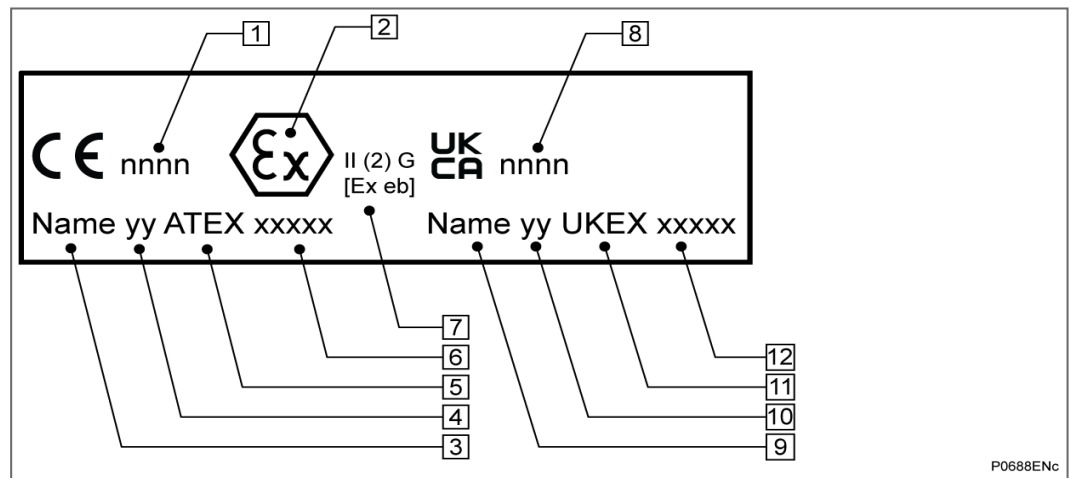 1
2
8
CE nnnn
Ex
II (2) G
[Ex eb]
UK
CA
nnnn
Name yy ATEX xxxxx
Name yy UKEX xxxxx
7
6
5
4
3
12
11
10
9
P0688ENc